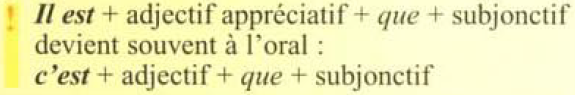 ! Il est + adjectif appréciatif + que + subjonctif
devient souvent à l'oral :
c'est + adjectif + que + subjonctif